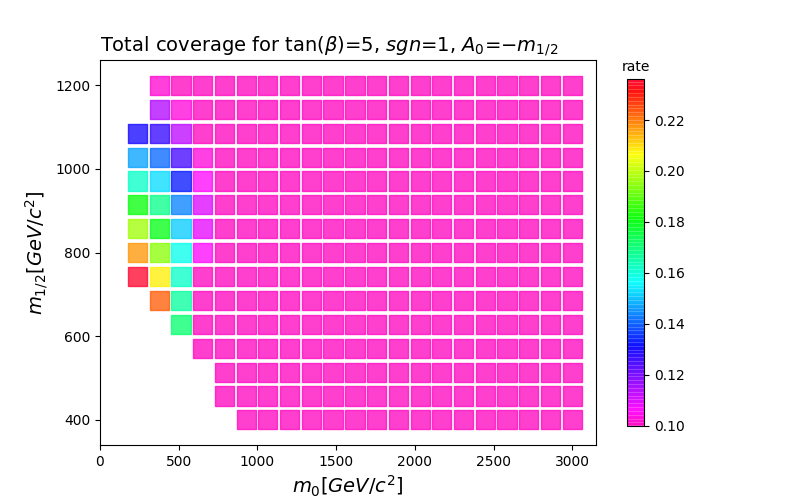 Total coverage for tan(β)=5, sgn=1, A₀=−m₁/₂
rate
1200
1000
800
600
400
m₁/₂[GeV/c²]
0.22
0.20
0.18
0.16
0.14
0.12
0.10
0 500 1000 1500 2000 2500 3000
m₀[GeV/c²]